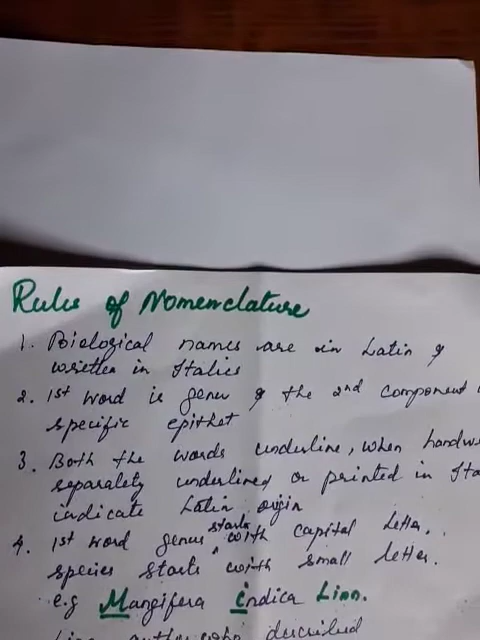 Rules of Nomenclature
1. Biological names are in Latin &
written in Italics
2. 1st word is genu & the 2nd component
specific epithet
3. Both the words underline, when handw
separately underlined or printed in Ita
indicate Latin origin
4. 1st word genus starts with capital letter.
species starts with small letter.
e.g Mangifera indica Linn.
described